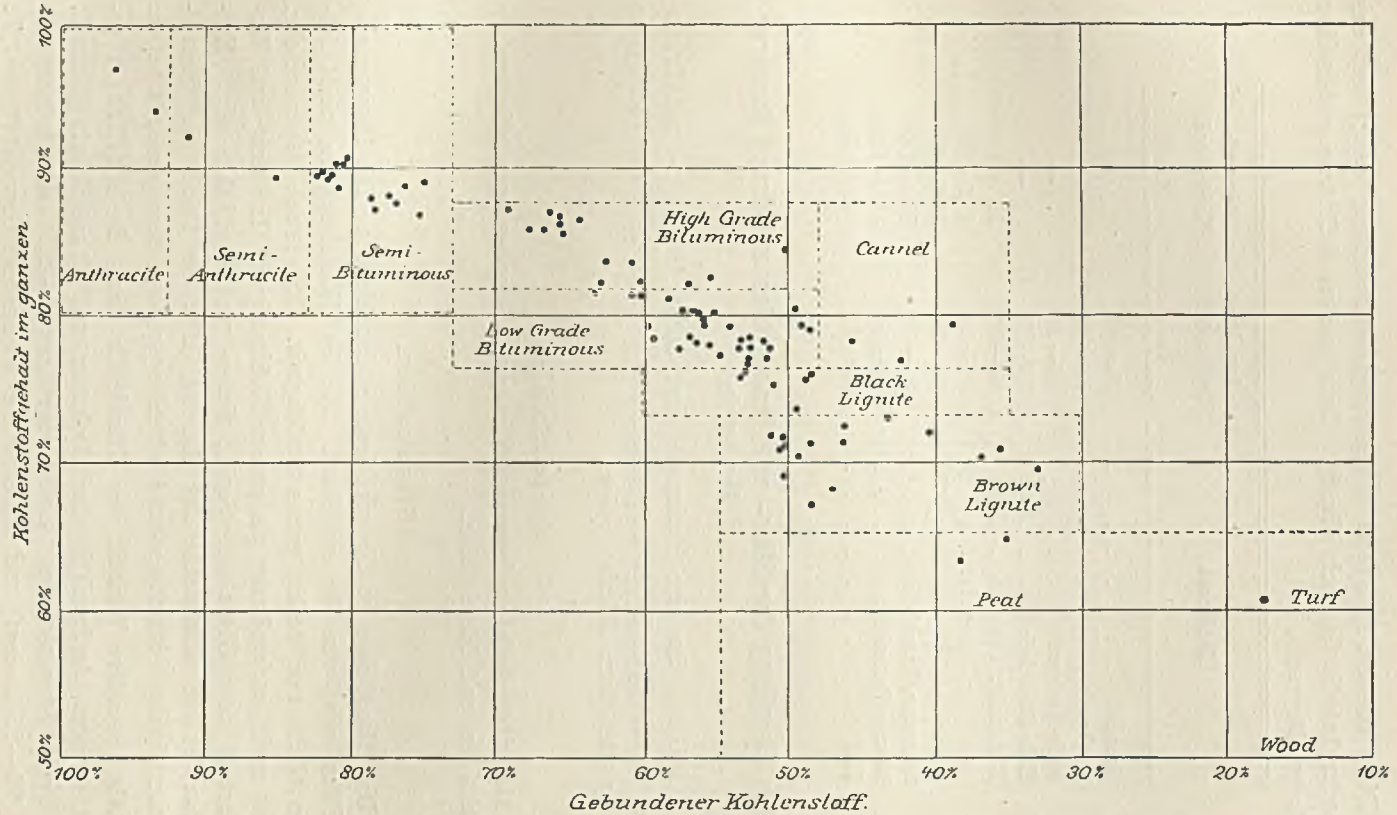 Kohlenstoffgehalt im ganzen.
100%
90%
80%
70%
60%
50%
Anthracite
Semi-
Anthracite
Semi-
Bituminous
High Grade
Bituminous
Cannel
Low Grade
Bituminous
Black
Lignite
Brown
Lignite
Peat
Turf
Wood
100%
90%
80%
70%
60%
50%
40%
30%
20%
10%
Gebundener Kohlenstoff.